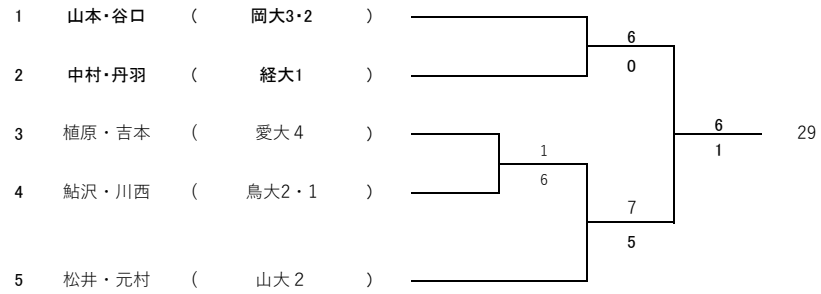 1 山本・谷口 ( 岡大3・2 )
6
2 中村・丹羽 ( 経大1 )
0
3 植原・吉本 ( 愛大4 )
6
1
29
1
4 鮎沢・川西 ( 鳥大2・1 )
6
7
5
5 松井・元村 ( 山大2 )